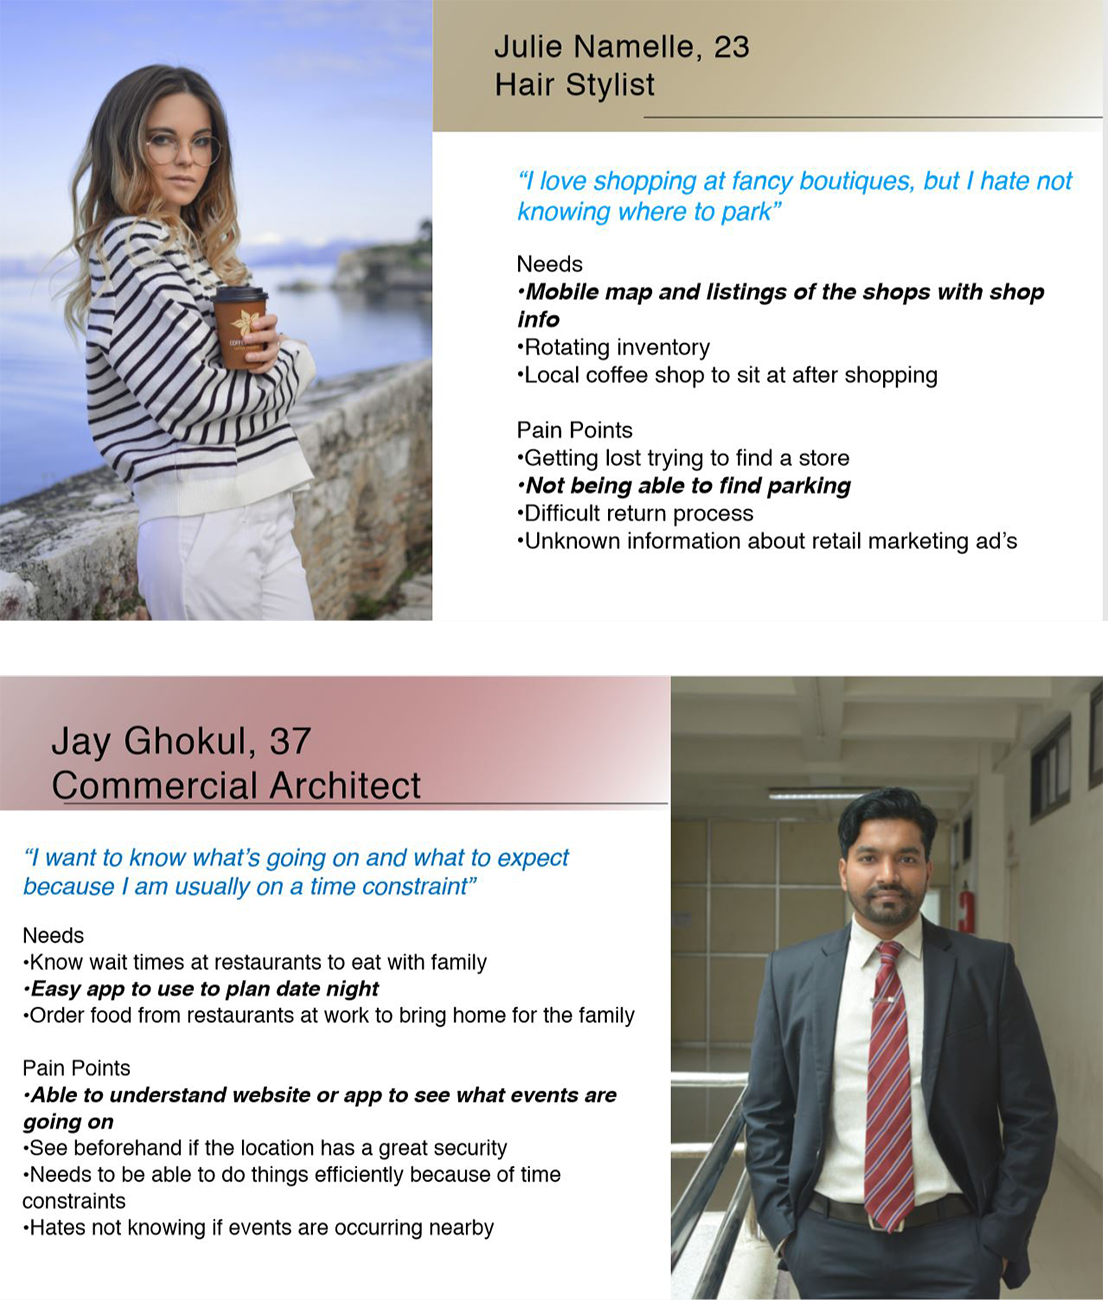 Julie Namelle, 23
Hair Stylist
“I love shopping at fancy boutiques, but I hate not
knowing where to park”
Needs
•Mobile map and listings of the shops with shop
info
•Rotating inventory
•Local coffee shop to sit at after shopping
Pain Points
•Getting lost trying to find a store
•Not being able to find parking
•Difficult return process
•Unknown information about retail marketing ad’s
Jay Ghokul, 37
Commercial Architect
“I want to know what’s going on and what to expect
because I am usually on a time constraint”
Needs
•Know wait times at restaurants to eat with family
•Easy app to use to plan date night
•Order food from restaurants at work to bring home for the family
Pain Points
•Able to understand website or app to see what events are
going on
•See beforehand if the location has a great security
•Needs to be able to do things efficiently because of time
constraints
•Hates not knowing if events are occurring nearby